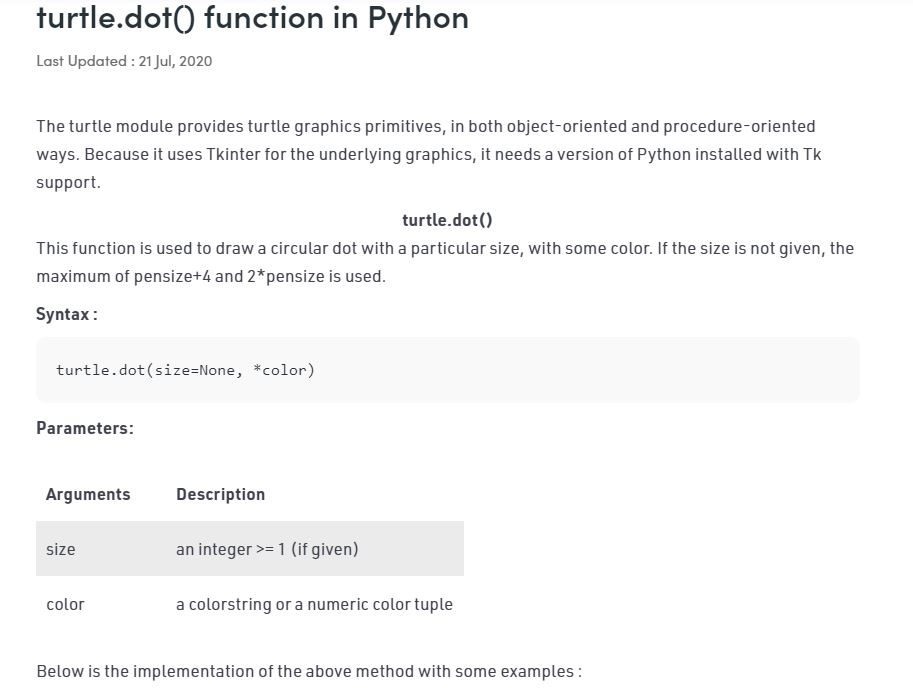 turtle.dot() function in Python
Last Updated : 21 Jul, 2020
The turtle module provides turtle graphics primitives, in both object-oriented and procedure-oriented
ways. Because it uses Tkinter for the underlying graphics, it needs a version of Python installed with Tk
support.
turtle.dot()
This function is used to draw a circular dot with a particular size, with some color. If the size is not given, the
maximum of pensize+4 and 2*pensize is used.
Syntax :
turtle.dot(size=None, *color)
Parameters:
Arguments Description
size an integer >= 1 (if given)
color a colorstring or a numeric color tuple
Below is the implementation of the above method with some examples :